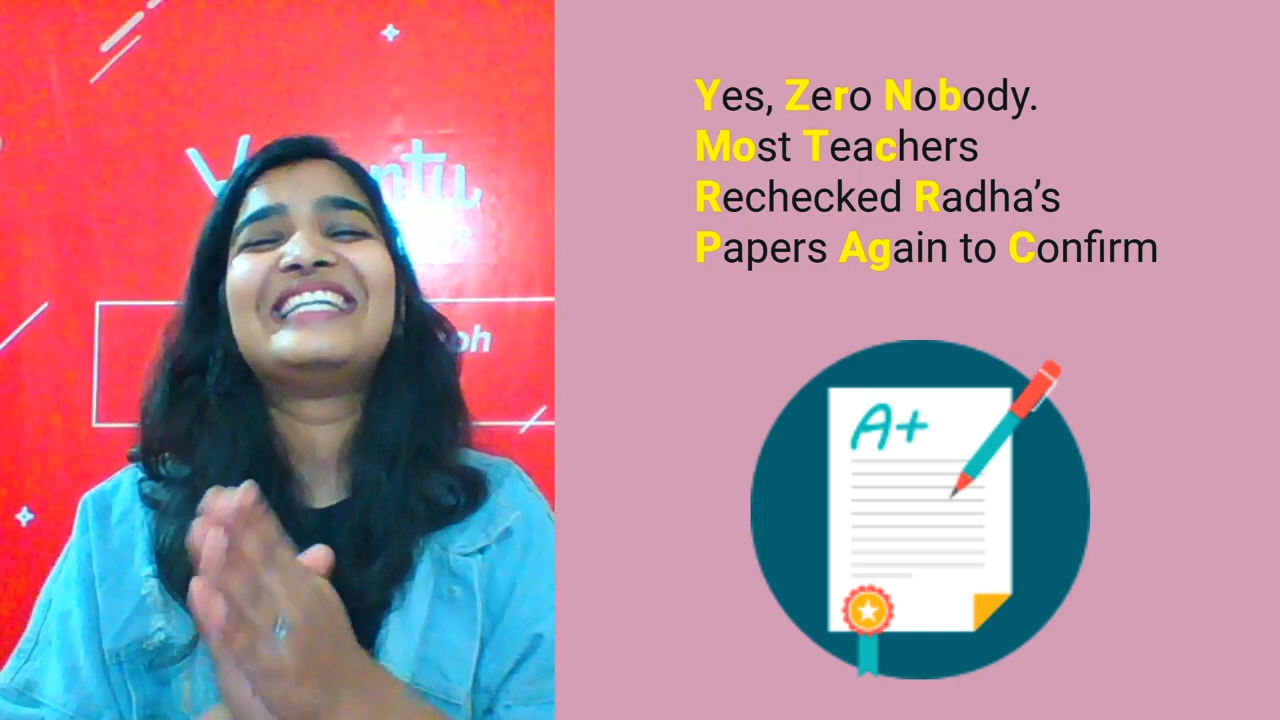 Yes, Zero Nobody.
Most Teachers
Rechecked Radha’s
Papers Again to Confirm
A+